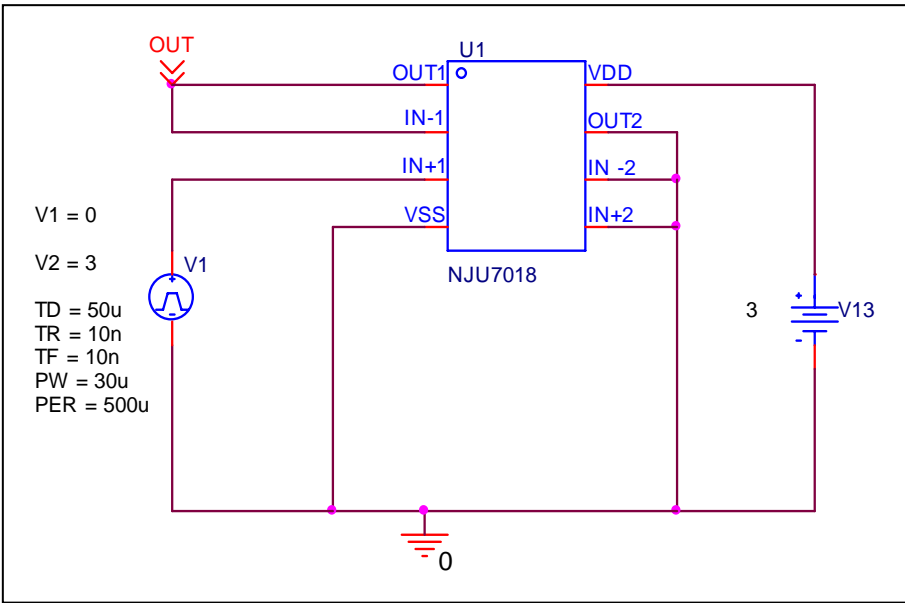 OUT
U1
OUT1
VDD
IN-1
OUT2
IN+1
IN -2
VSS
IN+2
NJU7018
V1 = 0
V2 = 3
V1
TD = 50u
TR = 10n
TF = 10n
PW = 30u
PER = 500u
3
V13
0